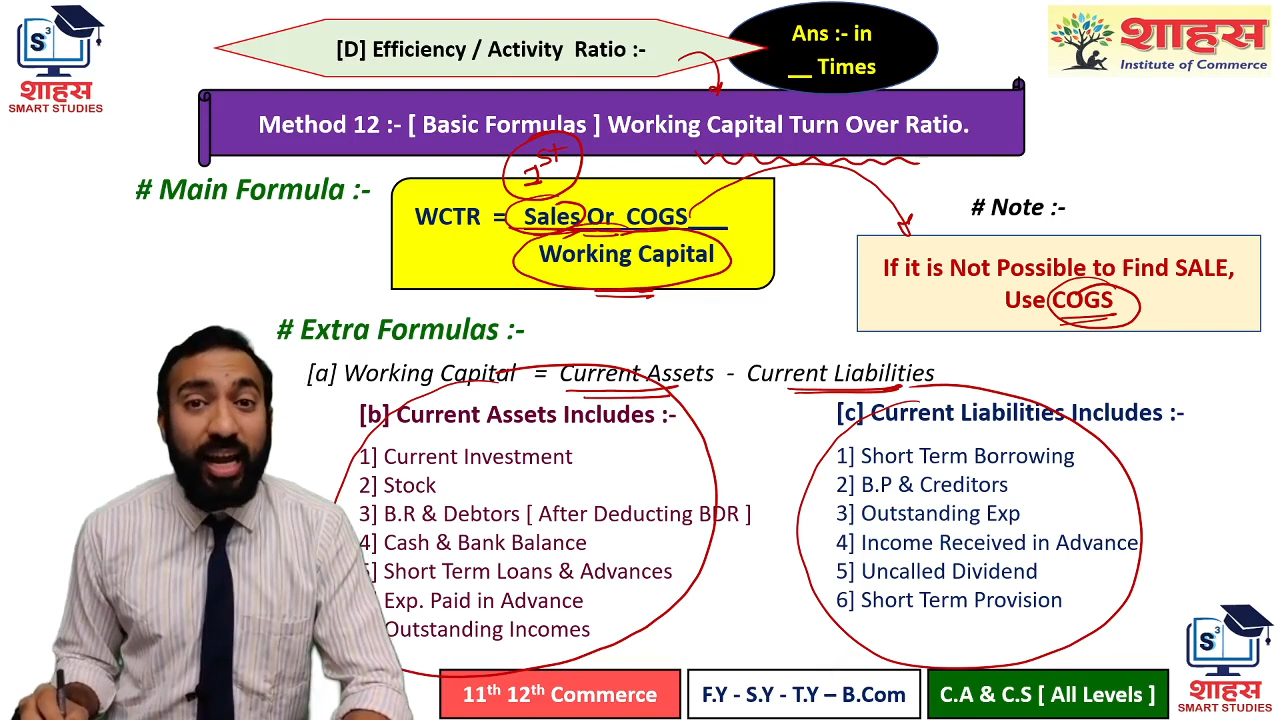 S³
शाहस
SMART STUDIES
[D] Efficiency / Activity Ratio :-
Ans :- in
__ Times
शाहस
Institute of Commerce
Method 12 :- [ Basic Formulas ] Working Capital Turn Over Ratio.
1st
# Main Formula :-
WCTR = Sales Or COGS__
Working Capital
# Note :-
If it is Not Possible to Find SALE,
Use COGS
# Extra Formulas :-
[a] Working Capital = Current Assets - Current Liabilities
[b] Current Assets Includes :-
1] Current Investment
2] Stock
3] B.R & Debtors [ After Deducting BDR ]
4] Cash & Bank Balance
5] Short Term Loans & Advances
Exp. Paid in Advance
Outstanding Incomes
[c] Current Liabilities Includes :-
1] Short Term Borrowing
2] B.P & Creditors
3] Outstanding Exp
4] Income Received in Advance
5] Uncalled Dividend
6] Short Term Provision
11th 12th Commerce
F.Y - S.Y - T.Y – B.Com
C.A & C.S [ All Levels ]
S³
शाहस
SMART STUDIES